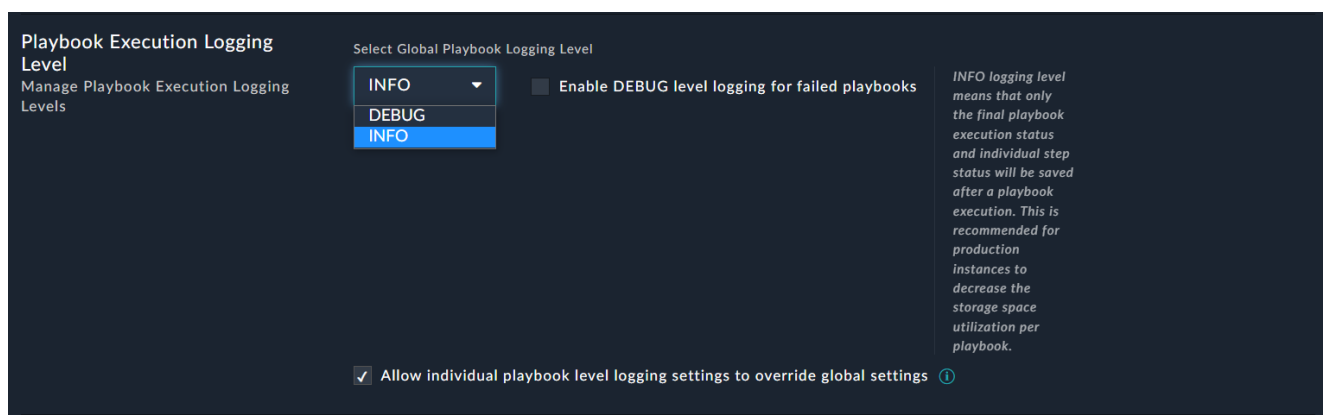 Playbook Execution Logging
Level
Manage Playbook Execution Logging
Levels
Select Global Playbook Logging Level
INFO
Enable DEBUG level logging for failed playbooks
DEBUG
INFO
INFO logging level
means that only
the final playbook
execution status
and individual step
status will be saved
after a playbook
execution. This is
recommended for
production
instances to
decrease the
storage space
utilization per
playbook.
Allow individual playbook level logging settings to override global settings